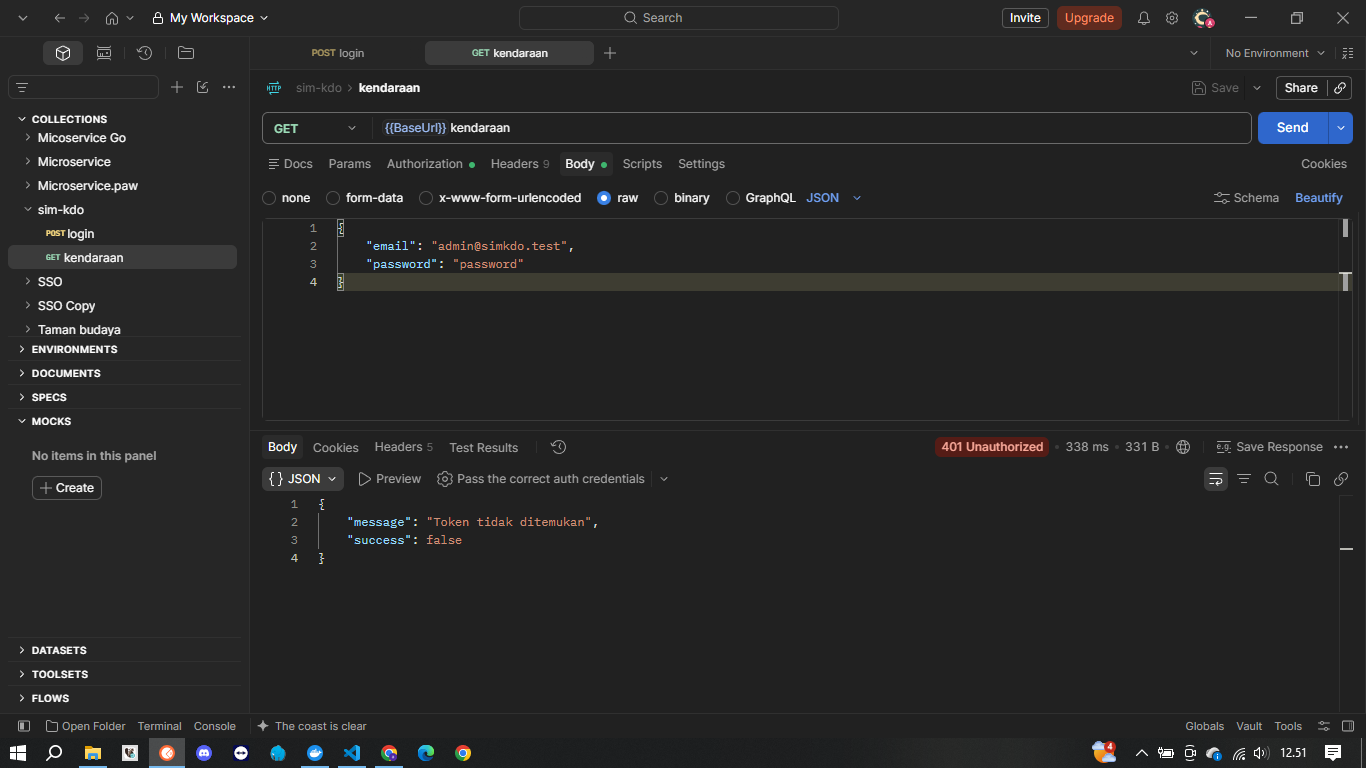 My Workspace
Search
Invite
Upgrade
POST login
GET kendaraan
No Environment
sim-kdo > kendaraan
Save
Share
COLLECTIONS
Micoservice Go
Microservice
Microservice.paw
sim-kdo
POST login
GET kendaraan
SSO
SSO Copy
Taman budaya
ENVIRONMENTS
DOCUMENTS
SPECS
MOCKS
No items in this panel
Create
DATASETS
TOOLSETS
FLOWS
GET
{{BaseUrl}} kendaraan
Send
Docs Params Authorization Headers 9 Body Scripts Settings Cookies
none form-data x-www-form-urlencoded raw binary GraphQL JSON Schema Beautify
1 {
2 "email": "admin@simkdo.test",
3 "password": "password"
4 }
Body Cookies Headers 5 Test Results 401 Unauthorized • 338 ms • 331 B e.g. Save Response
{} JSON Preview Pass the correct auth credentials
1 {
2 "message": "Token tidak ditemukan",
3 "success": false
4 }
Open Folder Terminal Console The coast is clear Globals Vault Tools
4
12.51